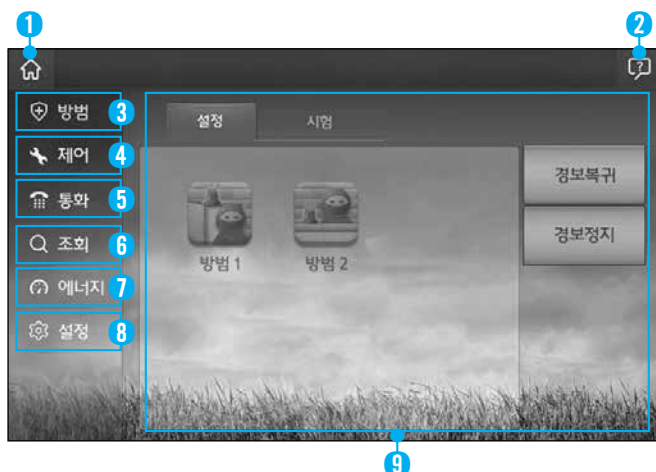 1
2
방범 3
제어 4
통화 5
조회 6
에너지 7
설정 8
설정 시험
방범 1
방범 2
경보복귀
경보정지
9